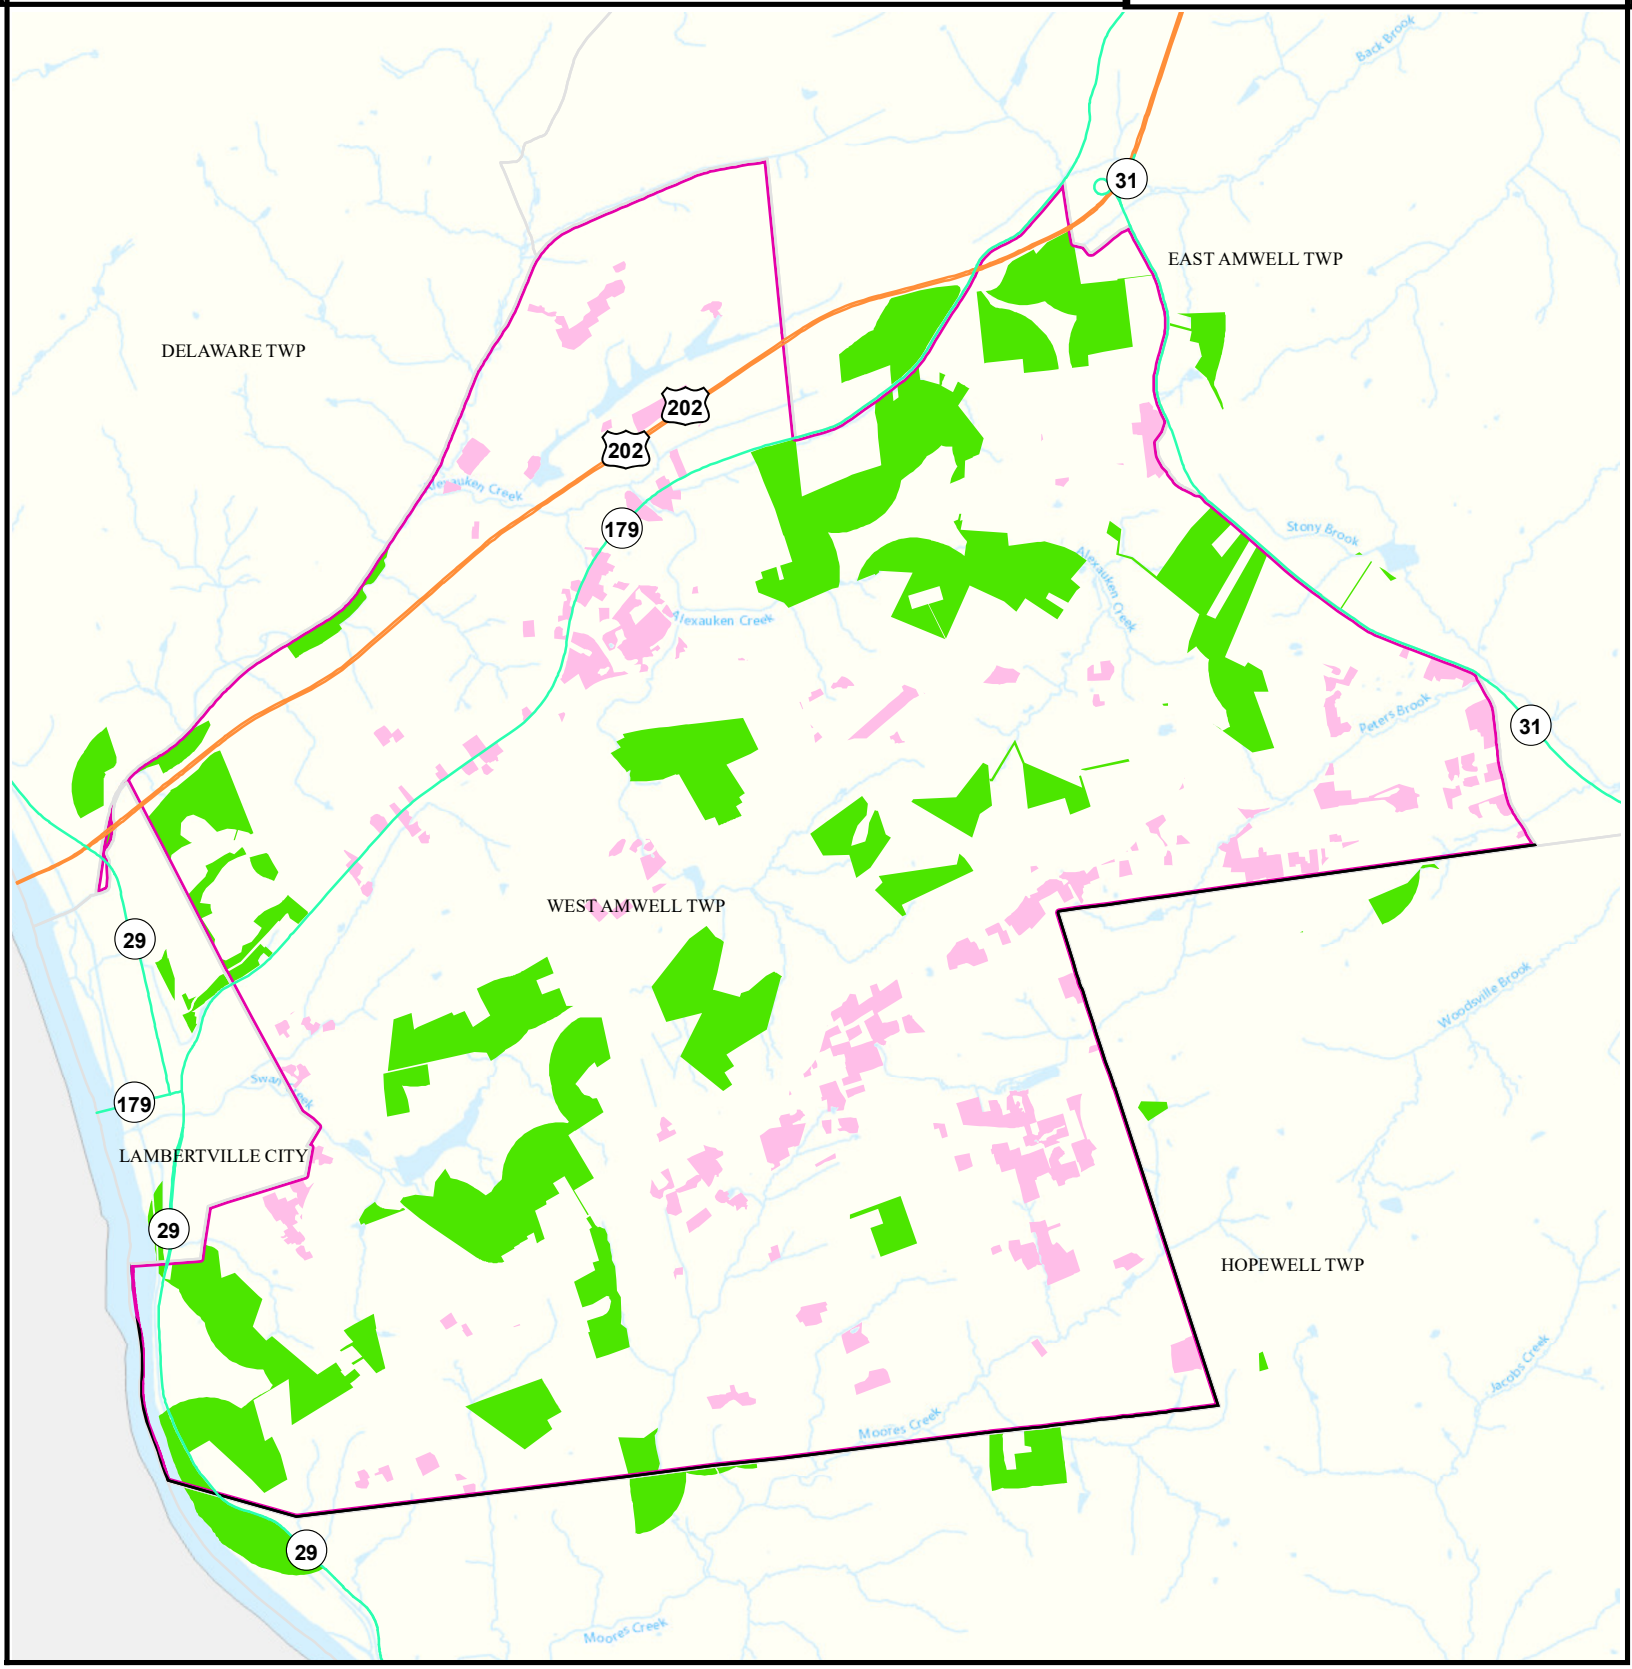 Back Brook
31
EAST AMWELL TWP
DELAWARE TWP
202
202
Alexauken Creek
179
Stony Brook
Alexauken Creek
Alexauken Creek
Peters Brook
31
WEST AMWELL TWP
29
Woodsville Brook
Swan Creek
179
LAMBERTVILLE CITY
29
HOPEWELL TWP
Jacobs Creek
Moores Creek
29
Moores Creek